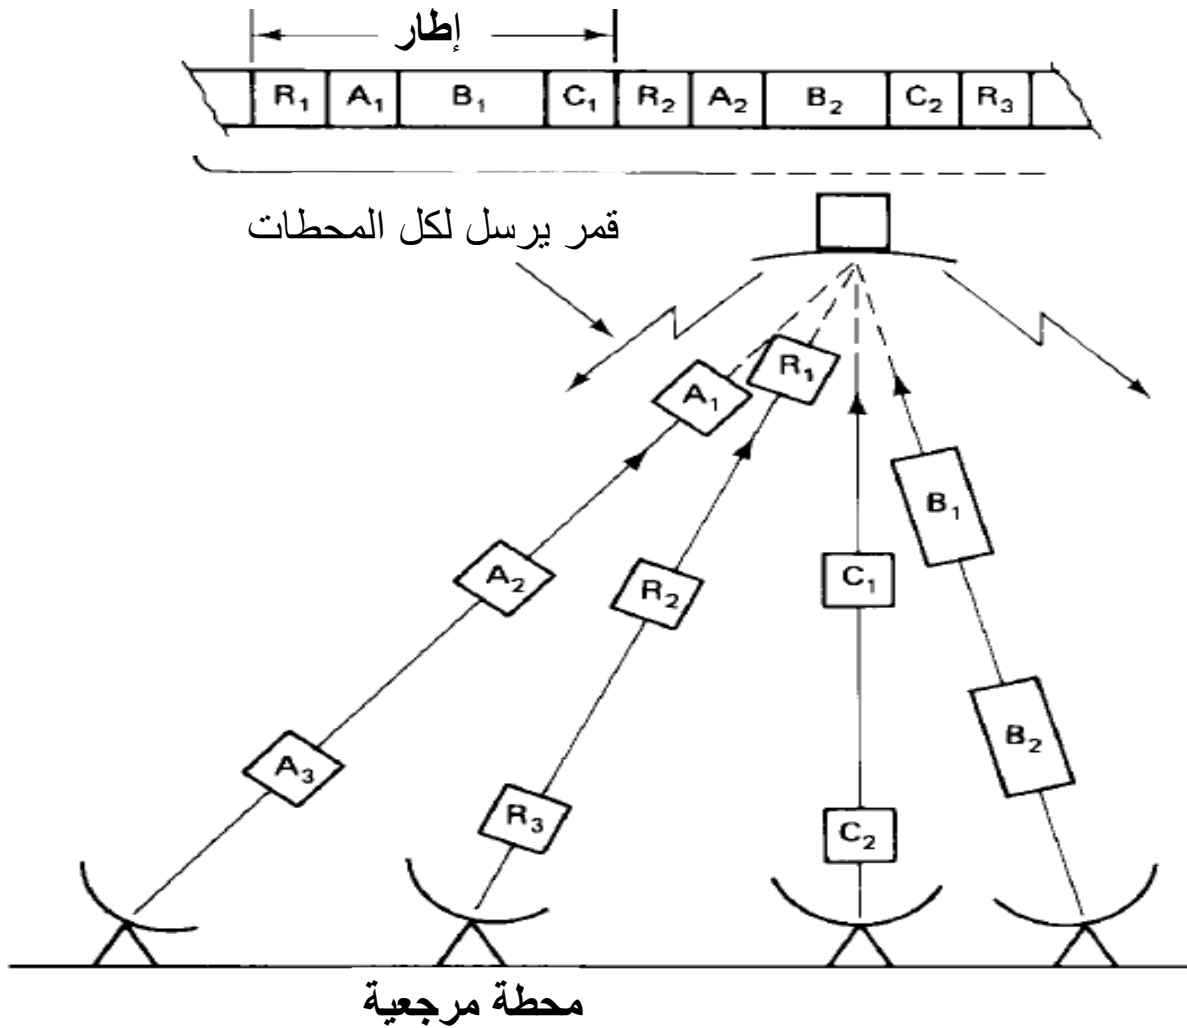 إطار
R₁ A₁ B₁ C₁ R₂ A₂ B₂ C₂ R₃
قمر يرسل لكل المحطات
R₁
A₁
B₁
A₂
R₂
C₁
B₂
A₃
R₃
C₂
محطة مرجعية